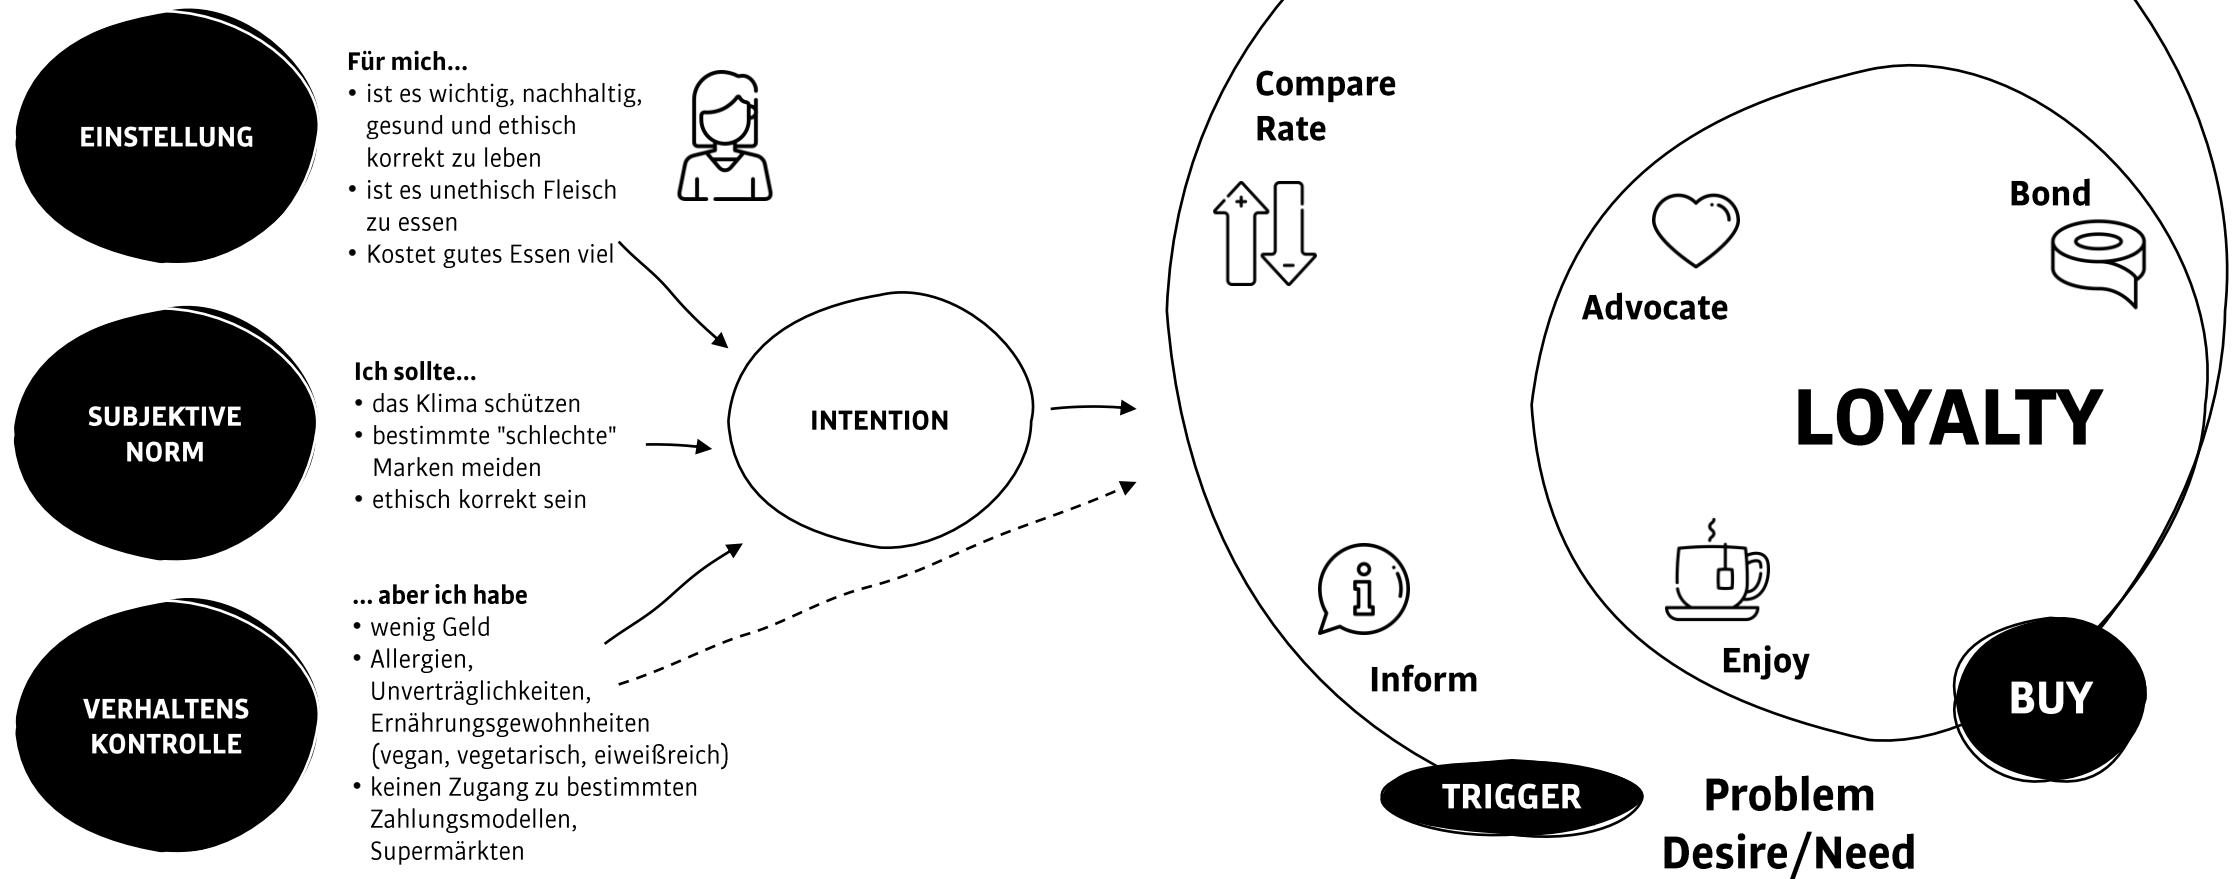 EINSTELLUNG
Für mich...
• ist es wichtig, nachhaltig,
gesund und ethisch
korrekt zu leben
• ist es unethisch Fleisch
zu essen
• Kostet gutes Essen viel
SUBJEKTIVE
NORM
Ich sollte...
• das Klima schützen
• bestimmte "schlechte"
Marken meiden
• ethisch korrekt sein
VERHALTENS
KONTROLLE
... aber ich habe
• wenig Geld
• Allergien,
Unverträglichkeiten,
Ernährungsgewohnheiten
(vegan, vegetarisch, eiweißreich)
• keinen Zugang zu bestimmten
Zahlungsmodellen,
Supermärkten
INTENTION
Compare
Rate
Inform
TRIGGER
Problem
Desire/Need
BUY
Enjoy
Advocate
Bond
LOYALTY